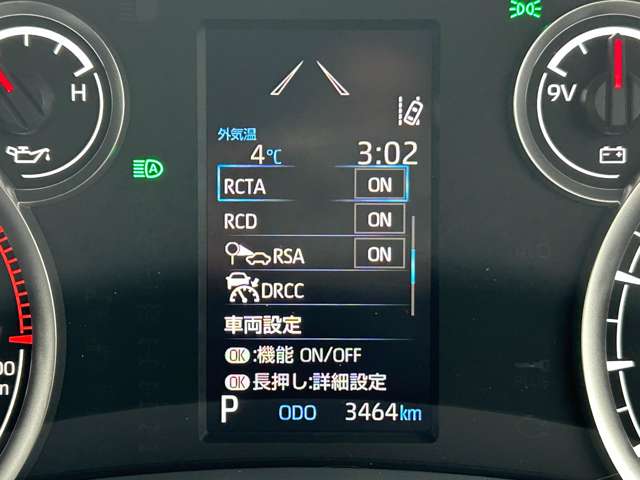 H
9V
外気温
4℃ 3:02
RCTA ON
RCD ON
RSA ON
DRCC
車両設定
OK:機能 ON/OFF
OK 長押し:詳細設定
P ODO 3464km
A